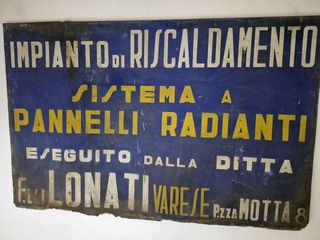 IMPIANTO DI RISCALDAMENTO
SISTEMA A
PANNELLI RADIANTI
ESEGUITO DALLA DITTA
F.LLI LONATI VARESE P.ZZA MOTTA 8